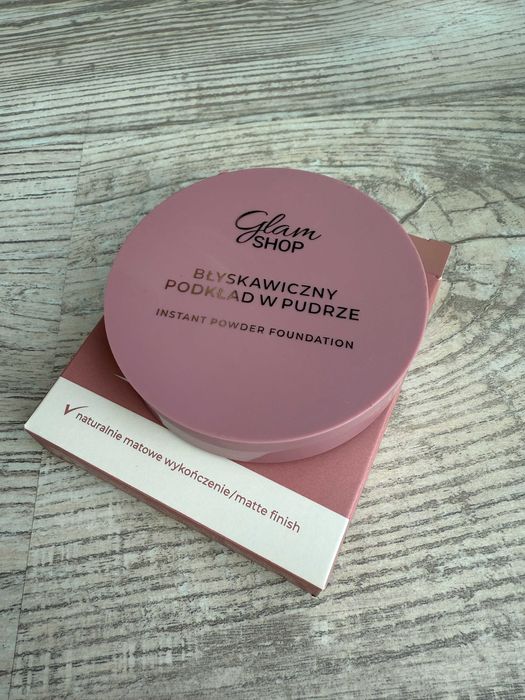 Glam
SHOP
BŁYSKAWICZNY
PODKŁAD W PUDRZE
INSTANT POWDER FOUNDATION
naturalnie matowe wykończenie/matte finish